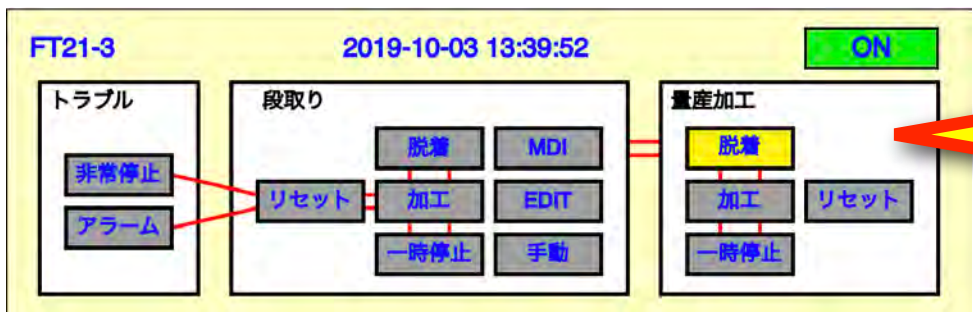 FT21-3 2019-10-03 13:39:52 ON
トラブル 段取り 量産加工
脱着 MDI 脱着
非常停止
リセット 加工 EDIT 加工 リセット
アラーム
一時停止 手動 一時停止